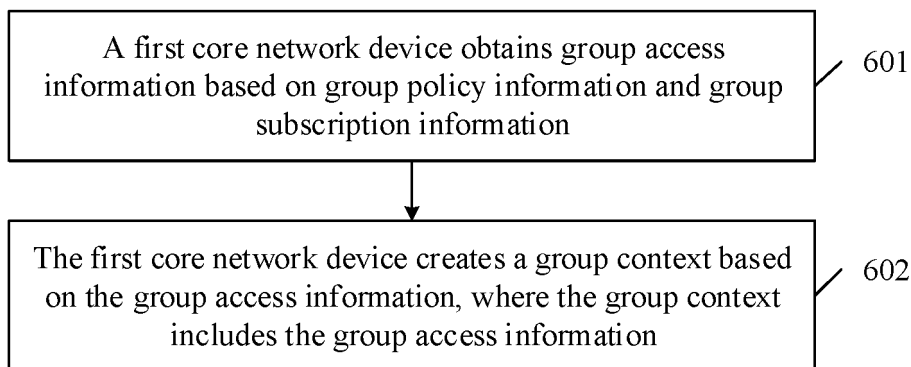 A first core network device obtains group access
information based on group policy information and group
subscription information
601
The first core network device creates a group context based
on the group access information, where the group context
includes the group access information
602